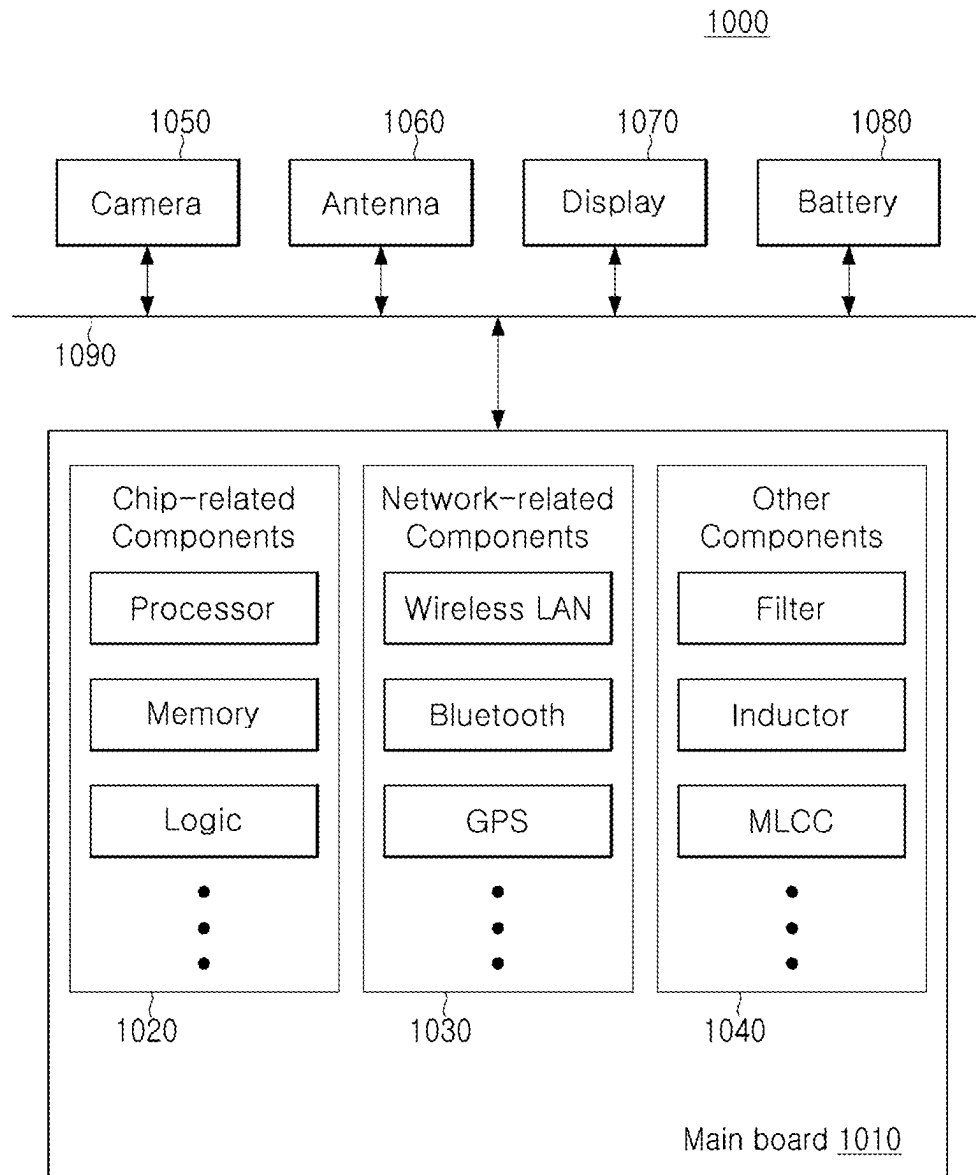 1000
1050
1060
1070
1080
Camera
Antenna
Display
Battery
1090
Chip-related
Components
Processor
Memory
Logic
1020
Network-related
Components
Wireless LAN
Bluetooth
GPS
1030
Other
Components
Filter
Inductor
MLCC
1040
Main board 1010